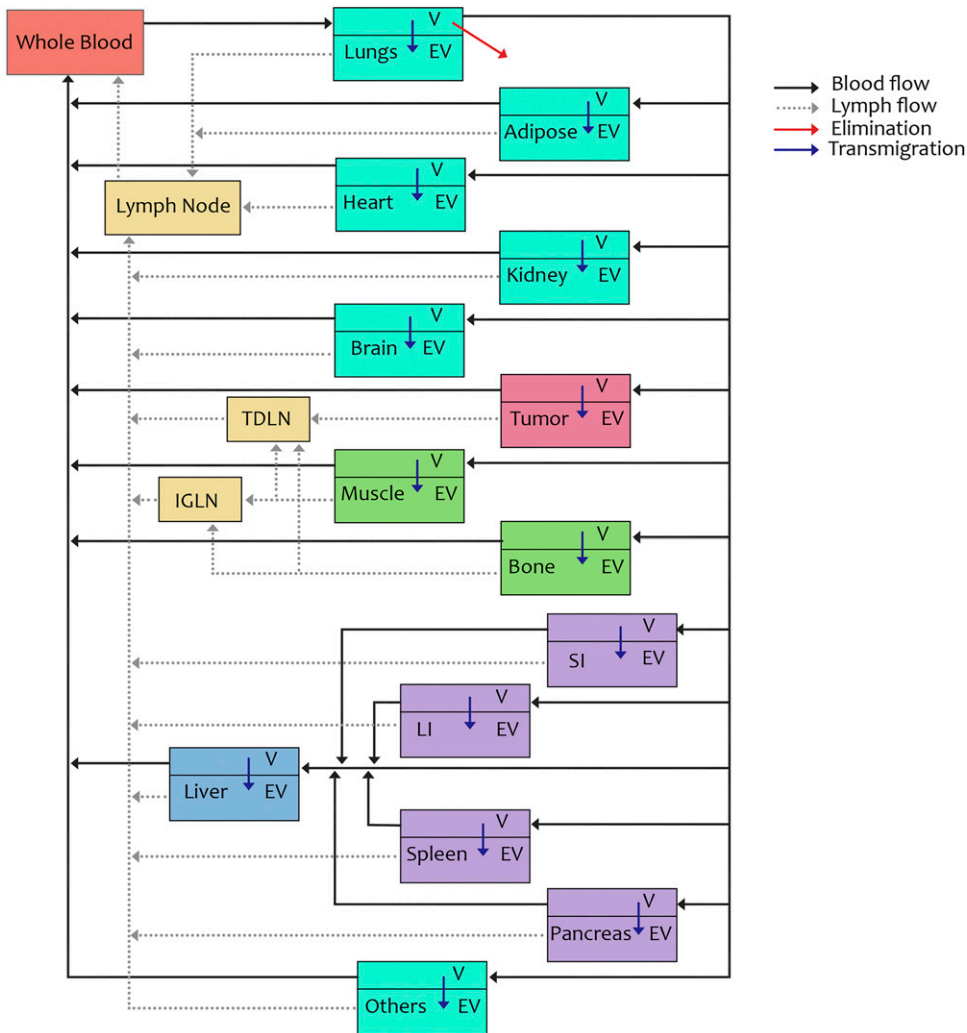 Whole Blood
V
Lungs
EV
Blood flow
Lymph flow
Elimination
Transmigration
V
Adipose
EV
V
Heart
EV
Lymph Node
V
Kidney
EV
V
Brain
EV
V
Tumor
EV
TDLN
V
Muscle
EV
IGLN
V
Bone
EV
V
SI
EV
V
LI
EV
V
Liver
EV
V
Spleen
EV
V
Pancreas
EV
V
Others
EV